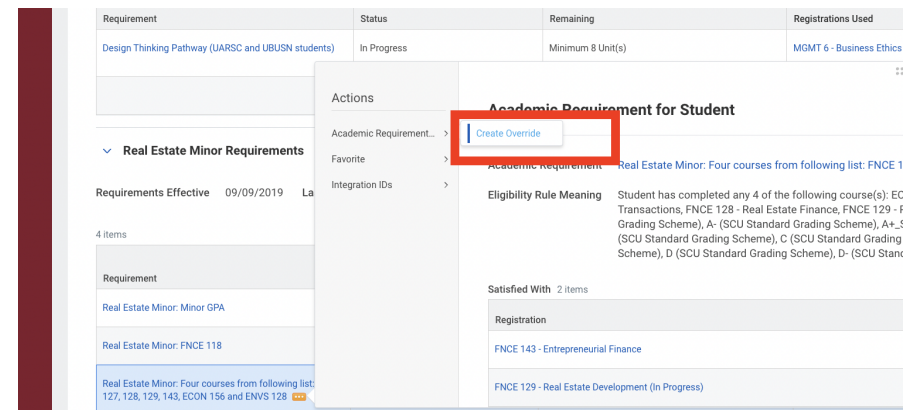 Requirement Status Remaining Registrations Used
Design Thinking Pathway (UARSC and UBUSN students) In Progress Minimum 8 Unit(s) MGMT 6 - Business Ethics
Actions
Academic Requirement... >
Favorite >
Integration IDs >
Create Override
Academic Requirement for Student
Academic Requirement Real Estate Minor: Four courses from following list: FNCE 1
Eligibility Rule Meaning Student has completed any 4 of the following course(s): EC
Transactions, FNCE 128 - Real Estate Finance, FNCE 129 -
Grading Scheme), A- (SCU Standard Grading Scheme), A+_S
(SCU Standard Grading Scheme), C (SCU Standard Grading
Scheme), D (SCU Standard Grading Scheme), D- (SCU Stand
Satisfied With 2 items
Registration
FNCE 143 - Entrepreneurial Finance
FNCE 129 - Real Estate Development (In Progress)
Real Estate Minor Requirements
Requirements Effective 09/09/2019 La
4 items
Requirement
Real Estate Minor: Minor GPA
Real Estate Minor: FNCE 118
Real Estate Minor: Four courses from following list:
127, 128, 129, 143, ECON 156 and ENVS 128